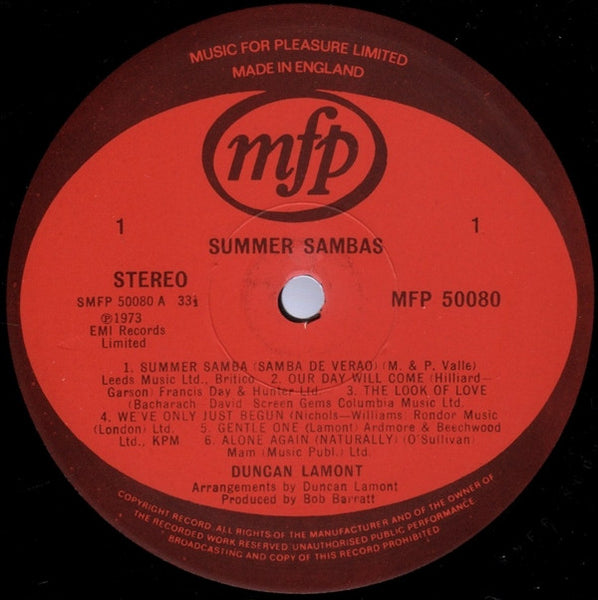 MUSIC FOR PLEASURE LIMITED
MADE IN ENGLAND
mfp
1 1
SUMMER SAMBAS
STEREO
SMFP 50080 A 33⅓
MFP 50080
℗1973
EMI Records
Limited
1. SUMMER SAMBA (SAMBA DE VERAO) (M. & P. Valle)
Leeds Music Ltd., Britico 2. OUR DAY WILL COME (Hilliard—
Garson) Francis Day & Hunter Ltd. 3. THE LOOK OF LOVE
(Bacharach David) Screen Gems Columbia Music Ltd.
4. WE'VE ONLY JUST BEGUN (Nichols—Williams) Rondor Music
(London) Ltd. 5. GENTLE ONE (Lamont) Ardmore & Beechwood
Ltd., KPM 6. ALONE AGAIN (NATURALLY) (O'Sullivan)
Mam (Music Publ.) Ltd.
DUNCAN LAMONT
Arrangements by Duncan Lamont
Produced by Bob Barratt
COPYRIGHT RECORD. ALL RIGHTS OF THE MANUFACTURER AND OF THE OWNER OF
THE RECORDED WORK RESERVED UNAUTHORISED PUBLIC PERFORMANCE
BROADCASTING AND COPY OF THIS RECORD PROHIBITED